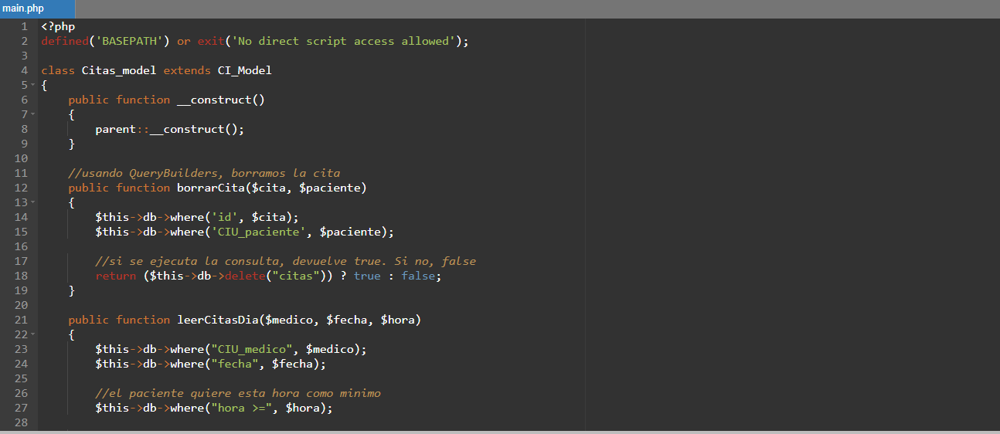 main.php
1 <?php
2 defined('BASEPATH') or exit('No direct script access allowed');
3
4 class Citas_model extends CI_Model
5 {
6     public function __construct()
7     {
8         parent::__construct();
9     }
10
11     //usando QueryBuilders, borramos la cita
12     public function borrarCita($cita, $paciente)
13     {
14         $this->db->where('id', $cita);
15         $this->db->where('CIU_paciente', $paciente);
16
17         //si se ejecuta la consulta, devuelve true. Si no, false
18         return ($this->db->delete("citas")) ? true : false;
19     }
20
21     public function leerCitasDia($medico, $fecha, $hora)
22     {
23         $this->db->where("CIU_medico", $medico);
24         $this->db->where("fecha", $fecha);
25
26         //el paciente quiere esta hora como minimo
27         $this->db->where("hora >=", $hora);
28